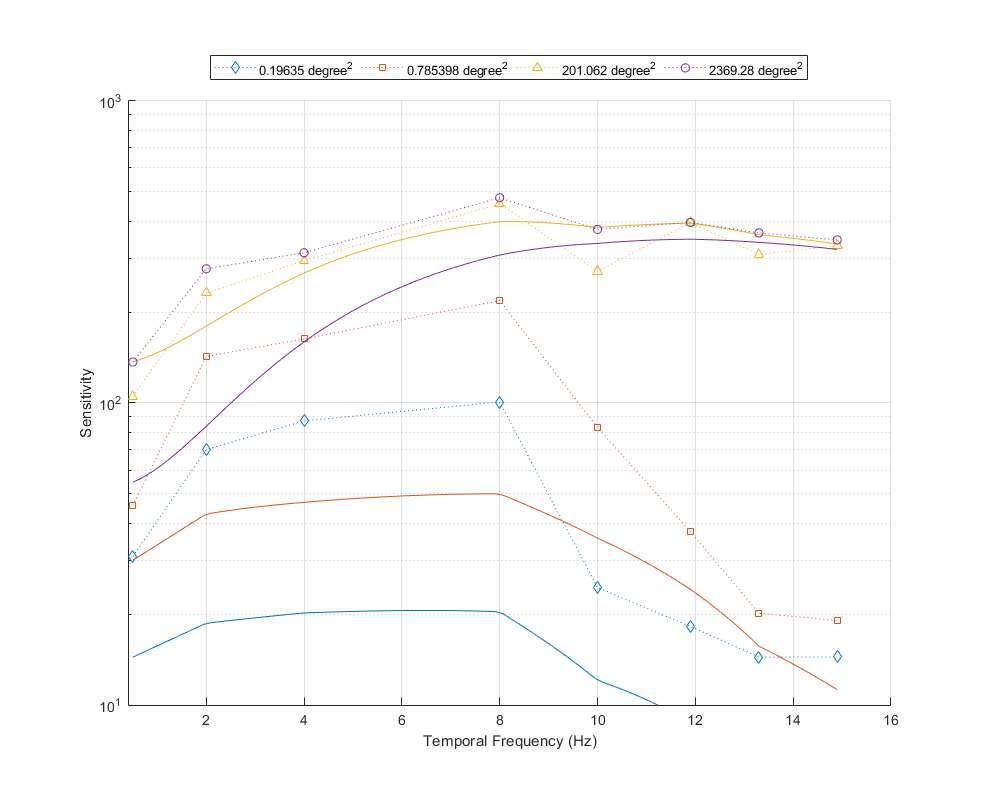 0.19635 degree² 0.785398 degree² 201.062 degree² 2369.28 degree²
10³
10²
10¹
Sensitivity
2 4 6 8 10 12 14 16
Temporal Frequency (Hz)